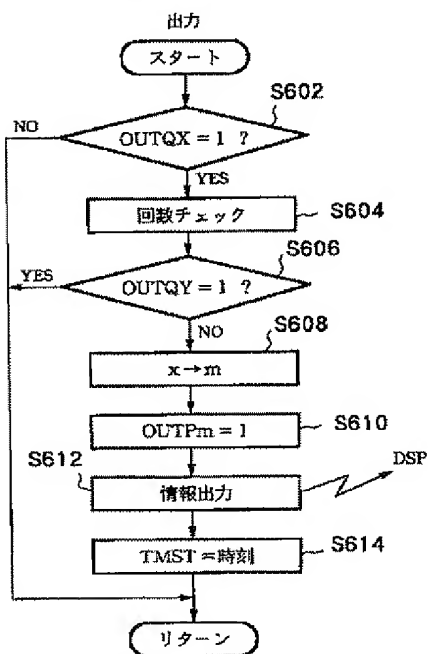 出力
スタート
S602
NO
OUTQX = 1 ?
YES
回数チェック
S604
S606
YES
OUTQY = 1 ?
NO
S608
x→m
OUTPm = 1
S610
S612
情報出力
DSP
TMST = 時刻
S614
リターン